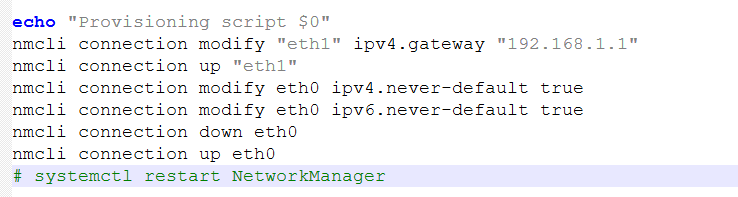 echo "Provisioning script $0"
nmcli connection modify "eth1" ipv4.gateway "192.168.1.1"
nmcli connection up "eth1"
nmcli connection modify eth0 ipv4.never-default true
nmcli connection modify eth0 ipv6.never-default true
nmcli connection down eth0
nmcli connection up eth0
# systemctl restart NetworkManager